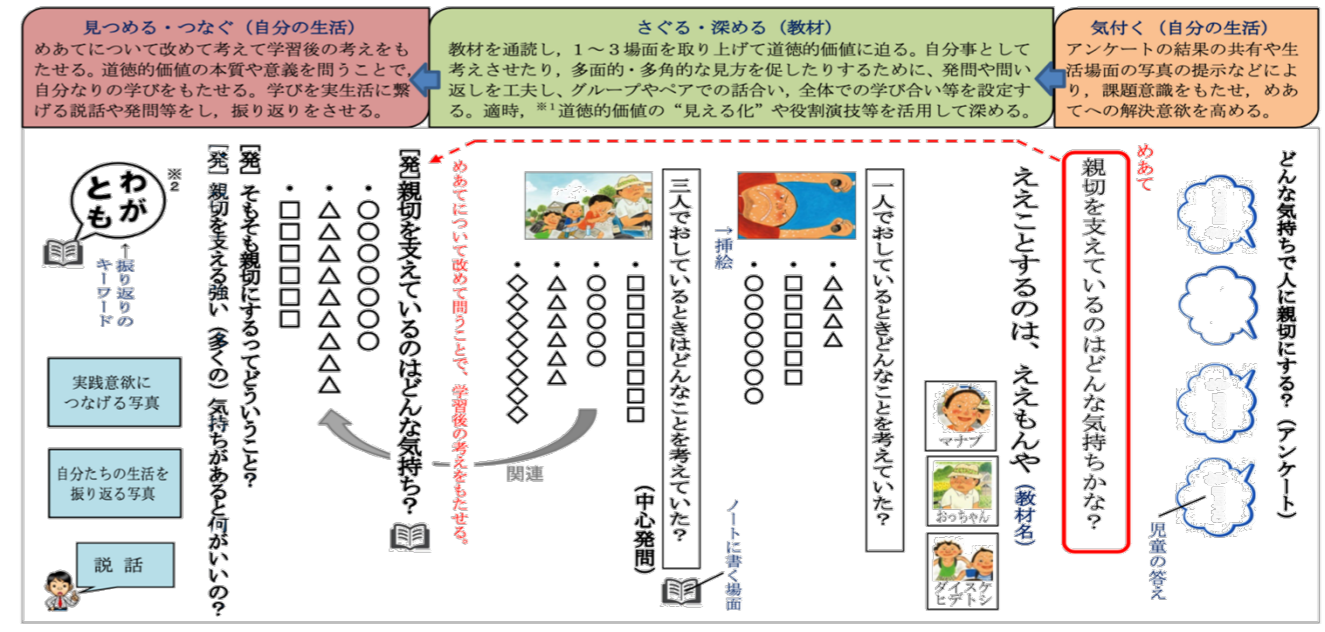 気付く（自分の生活）
アンケートの結果の共有や生
活場面の写真の提示などによ
り，課題意識をもたせ，めあ
てへの解決意欲を高める。
さぐる・深める（教材）
教材を通読し，１～３場面を取り上げて道徳的価値に迫る。自分事として
考えさせたり，多面的・多角的な見方を促したりするために、発問や問い
返しを工夫し、グループやペアでの話合い，全体での学び合い等を設定す
る。適時，※1道徳的価値の“見える化”や役割演技等を活用して深める。
見つめる・つなぐ（自分の生活）
めあてについて改めて考えて学習後の考えをも
たせる。道徳的価値の本質や意義を問うことで，
自分なりの学びをもたせる。学びを実生活に繋
げる説話や発問等をし，振り返りをさせる。
どんな気持ちで人に親切にする？（アンケート）
児童の答え
めあて
親切を支えているのはどんな気持ちかな？
ええことするのは、ええもんや（教材名）
マナブ
おっちゃん
ダイスケ
ヒデトシ
一人でおしているときどんなことを考えていた？
・△△△△
・□□□□□
・○○○○○○
→挿絵
ノートに書く場面
三人でおしているときはどんなことを考えていた？
（中心発問）
・□□□□□□□
・○○○○
・△△△△△
・◇◇◇◇◇◇◇
関連
めあてについて改めて問うことで、学習後の考えをもたせる。
［発］親切を支えているのはどんな気持ち？
・○○○○○○○
・△△△△△△△△△
・□□□□□□
［発］そもそも親切にするってどういうこと？
［発］親切を支える強い（多くの）気持ちがあると何がいいの？
※2
わが
とも
←振り返りの
キーワード
実践意欲に
つなげる写真
自分たちの生活を
振り返る写真
説話